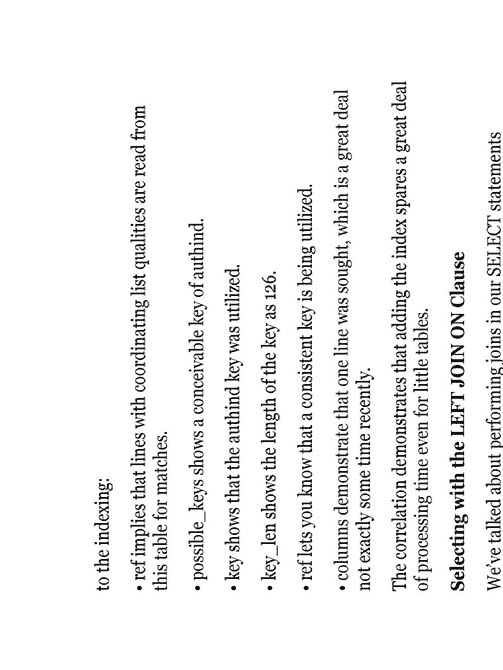 to the indexing:
• ref implies that lines with coordinating list qualities are read from
this table for matches.
• possible_keys shows a conceivable key of authind.
• key shows that the authind key was utilized.
• key_len shows the length of the key as 126.
• ref lets you know that a consistent key is being utilized.
• columns demonstrate that one line was sought, which is a great deal
not exactly some time recently.
The correlation demonstrates that adding the index spares a great deal
of processing time even for little tables.
Selecting with the LEFT JOIN ON Clause
We've talked about performing joins in our SELECT statements